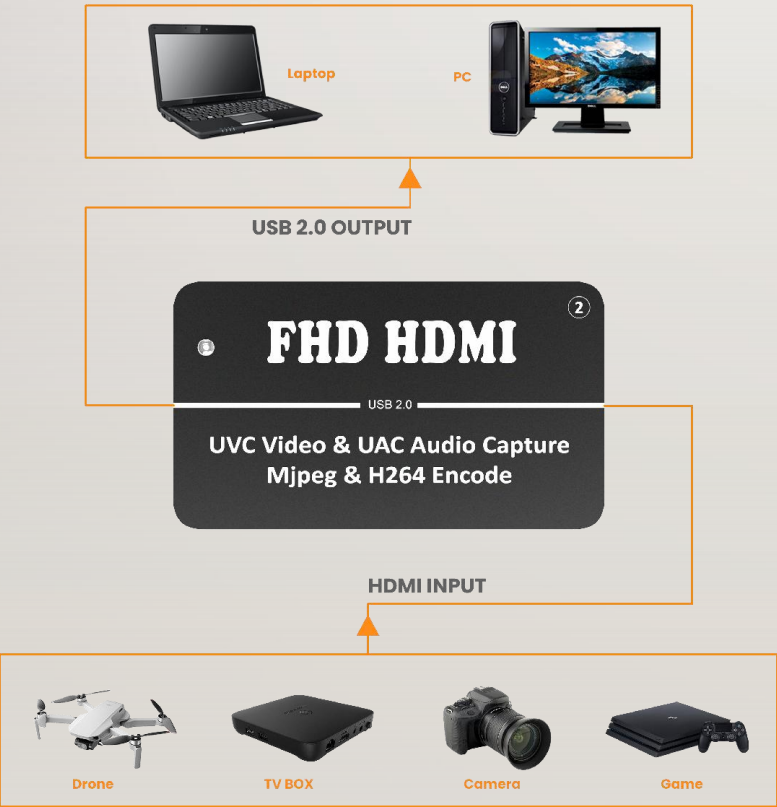 Laptop
PC
USB 2.0 OUTPUT
2
FHD HDMI
USB 2.0
UVC Video & UAC Audio Capture
Mjpeg & H264 Encode
HDMI INPUT
Drone
TV BOX
Camera
Game